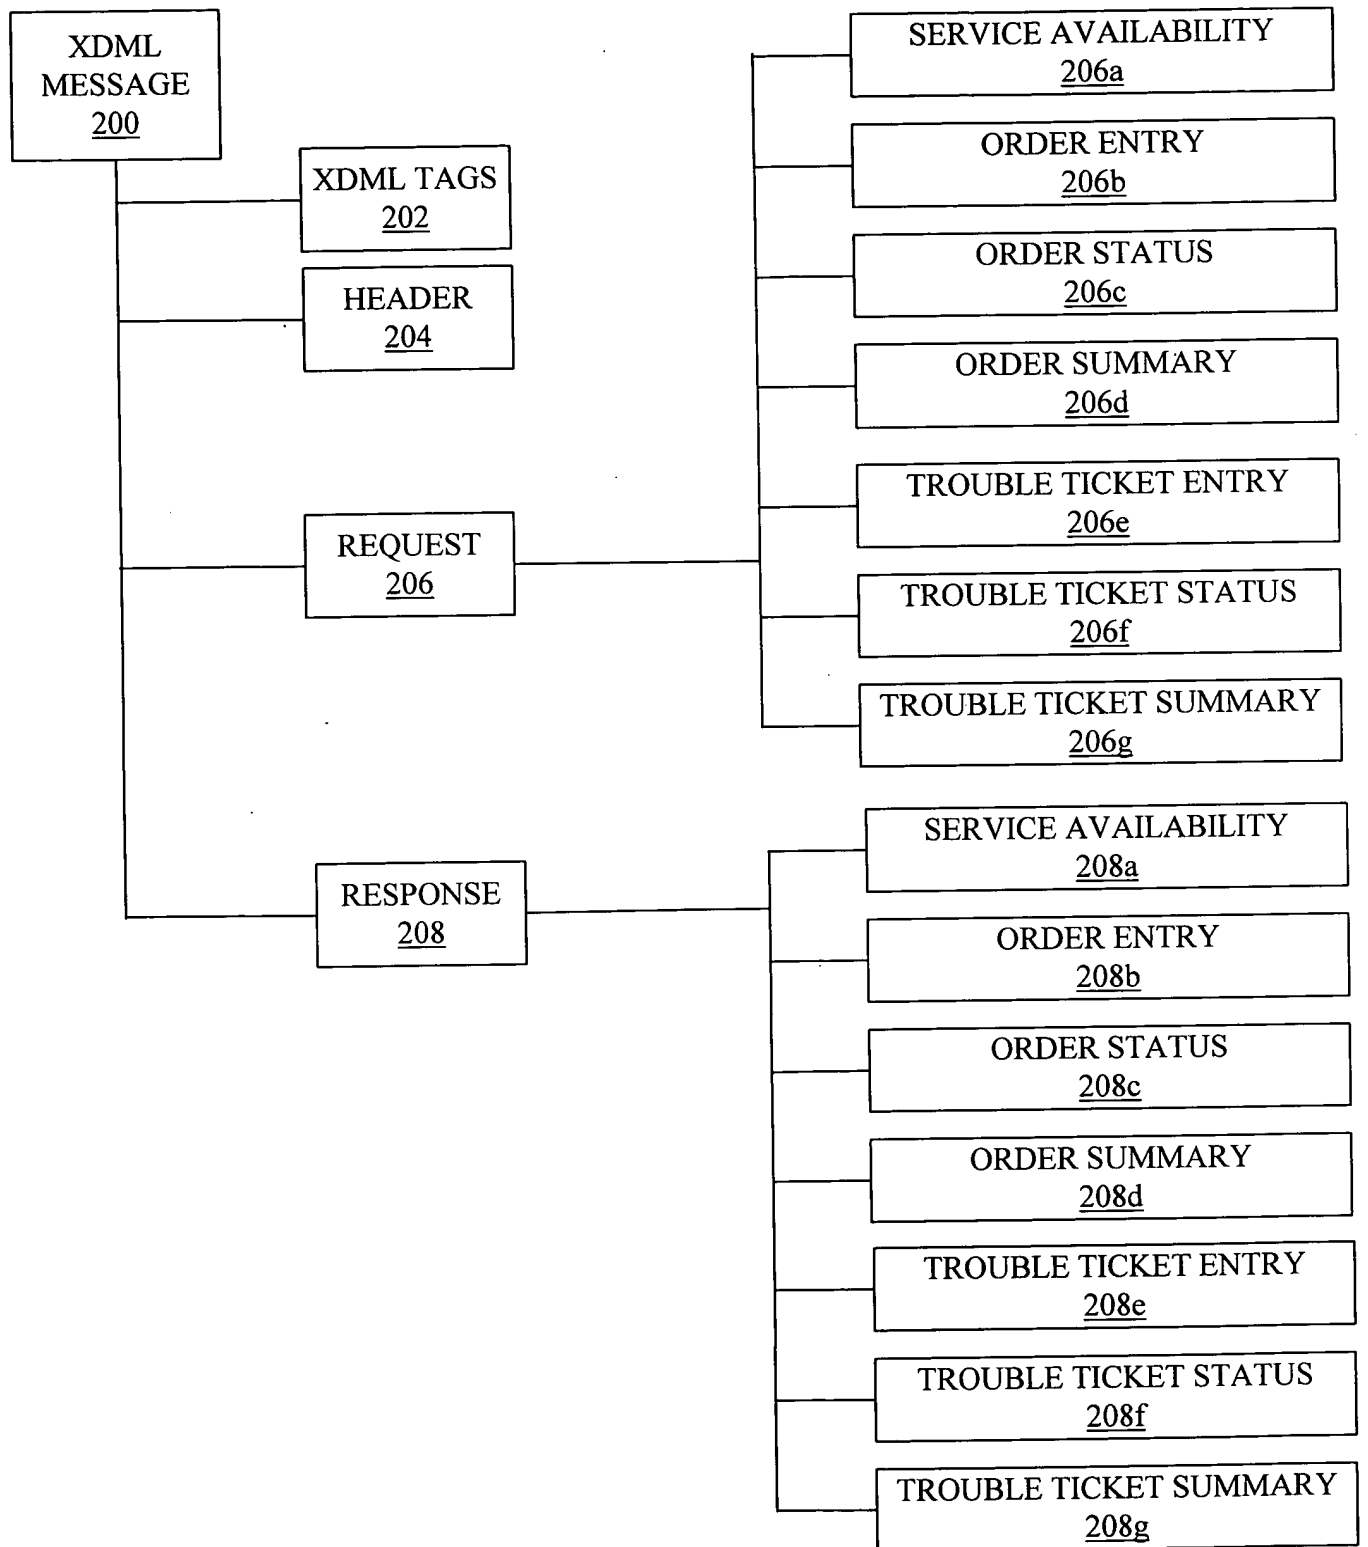 XDML
MESSAGE
200
XDML TAGS
202
HEADER
204
REQUEST
206
SERVICE AVAILABILITY
206a
ORDER ENTRY
206b
ORDER STATUS
206c
ORDER SUMMARY
206d
TROUBLE TICKET ENTRY
206e
TROUBLE TICKET STATUS
206f
TROUBLE TICKET SUMMARY
206g
RESPONSE
208
SERVICE AVAILABILITY
208a
ORDER ENTRY
208b
ORDER STATUS
208c
ORDER SUMMARY
208d
TROUBLE TICKET ENTRY
208e
TROUBLE TICKET STATUS
208f
TROUBLE TICKET SUMMARY
208g